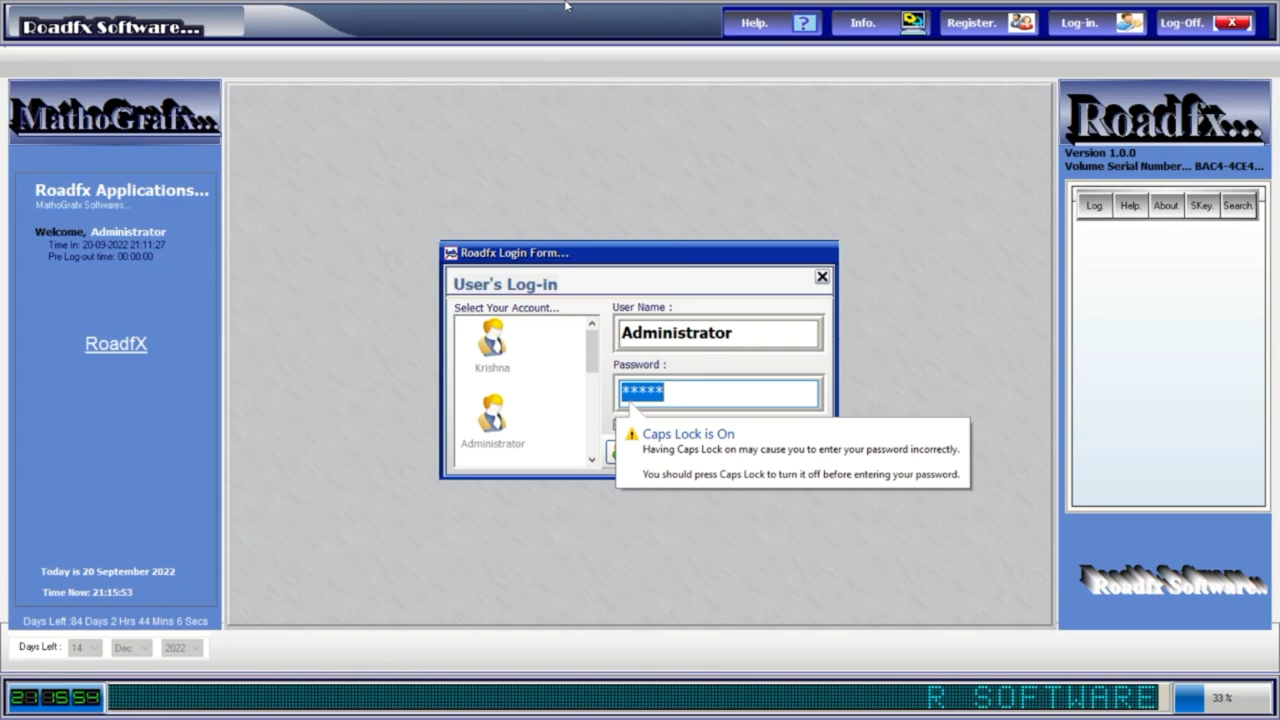 Roadfx Software...
Help.
Info.
Register.
Log-in.
Log-Off.
MathoGrafx...
Roadfx Applications...
MathoGrafx Softwares...
Welcome, Administrator
Time In: 20-09-2022 21:11:27
Pre Log-out time: 00:00:00
RoadfX
Today is 20 September 2022
Time Now: 21:15:53
Days Left :84 Days 2 Hrs 44 Mins 6 Secs
Days Left :
14
Dec
2022
Roadfx Login Form...
User's Log-in
Select Your Account...
Krishna
Administrator
User Name :
Administrator
Password :
*****
Caps Lock is On
Having Caps Lock on may cause you to enter your password incorrectly.
You should press Caps Lock to turn it off before entering your password.
Roadfx...
Version 1.0.0
Volume Serial Number... BAC4-4CE4...
Log.
Help.
About.
SKey.
Search.
Roadfx Software..
R SOFTWARE
33 %